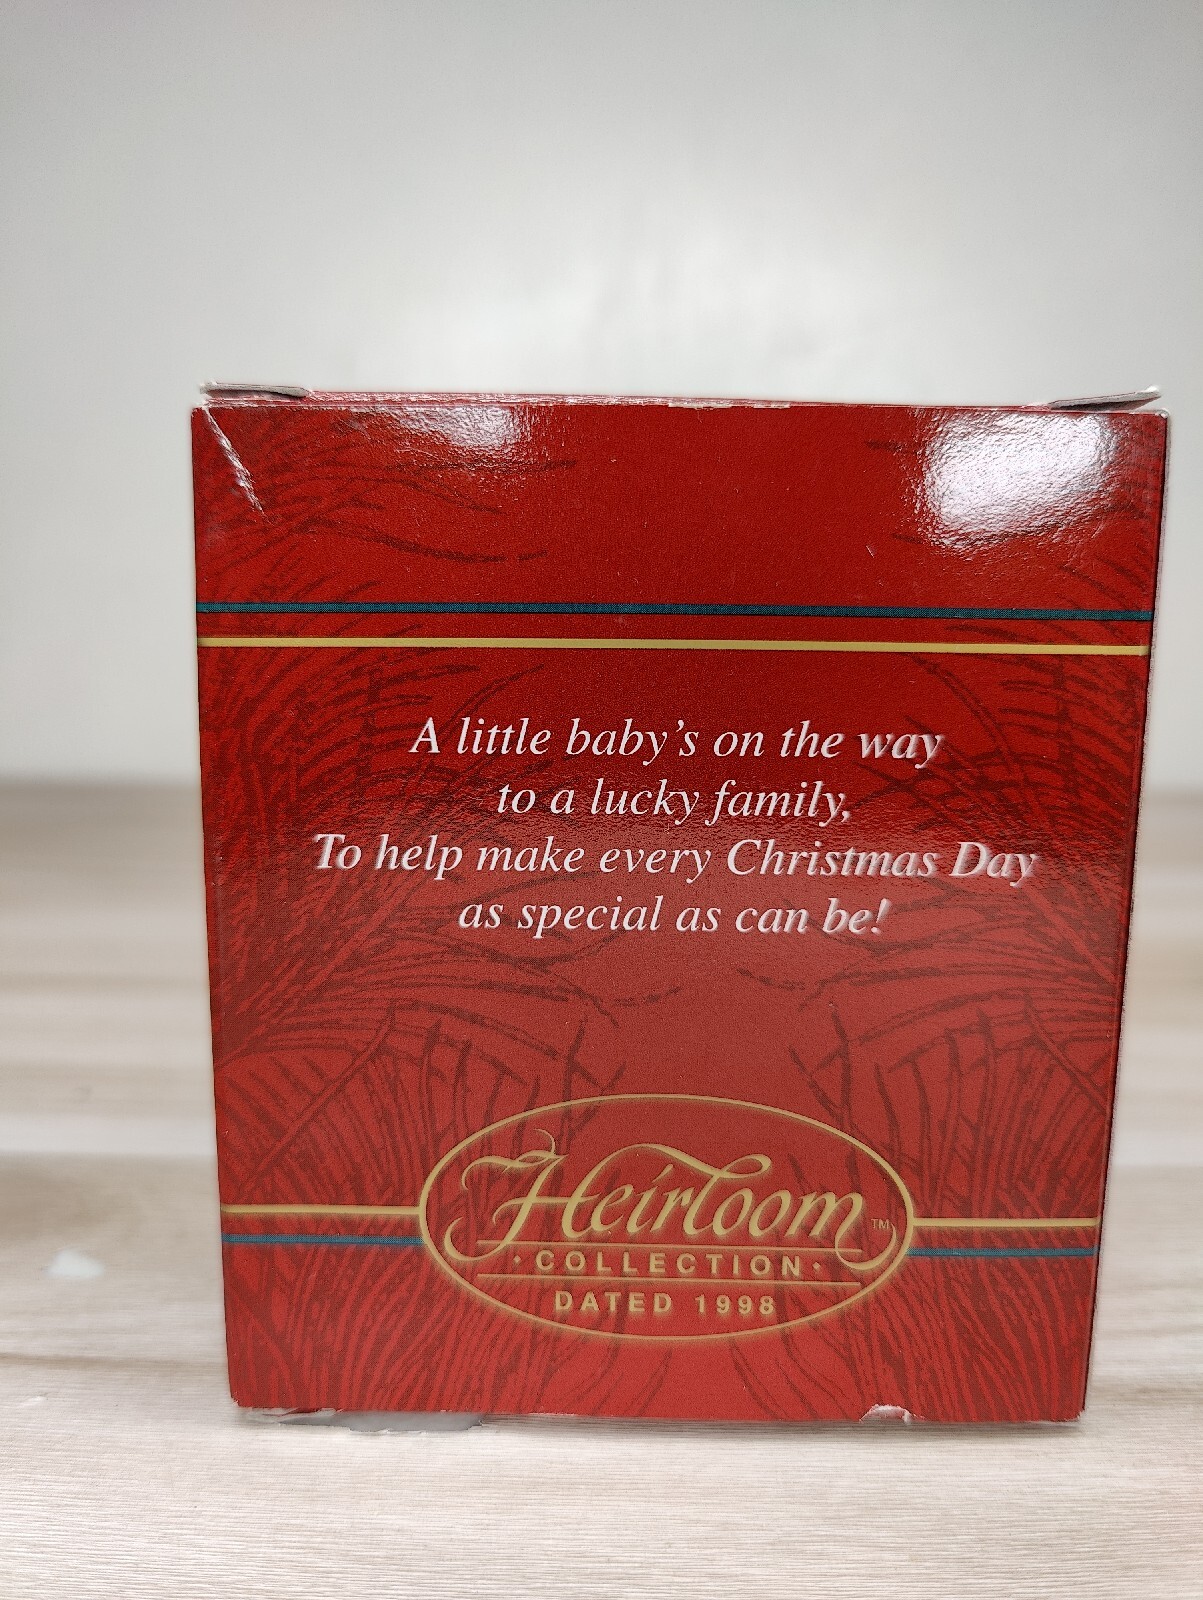 A little baby's on the way
to a lucky family,
To help make every Christmas Day
as special as can be!
Heirloom™
·COLLECTION·
DATED 1998